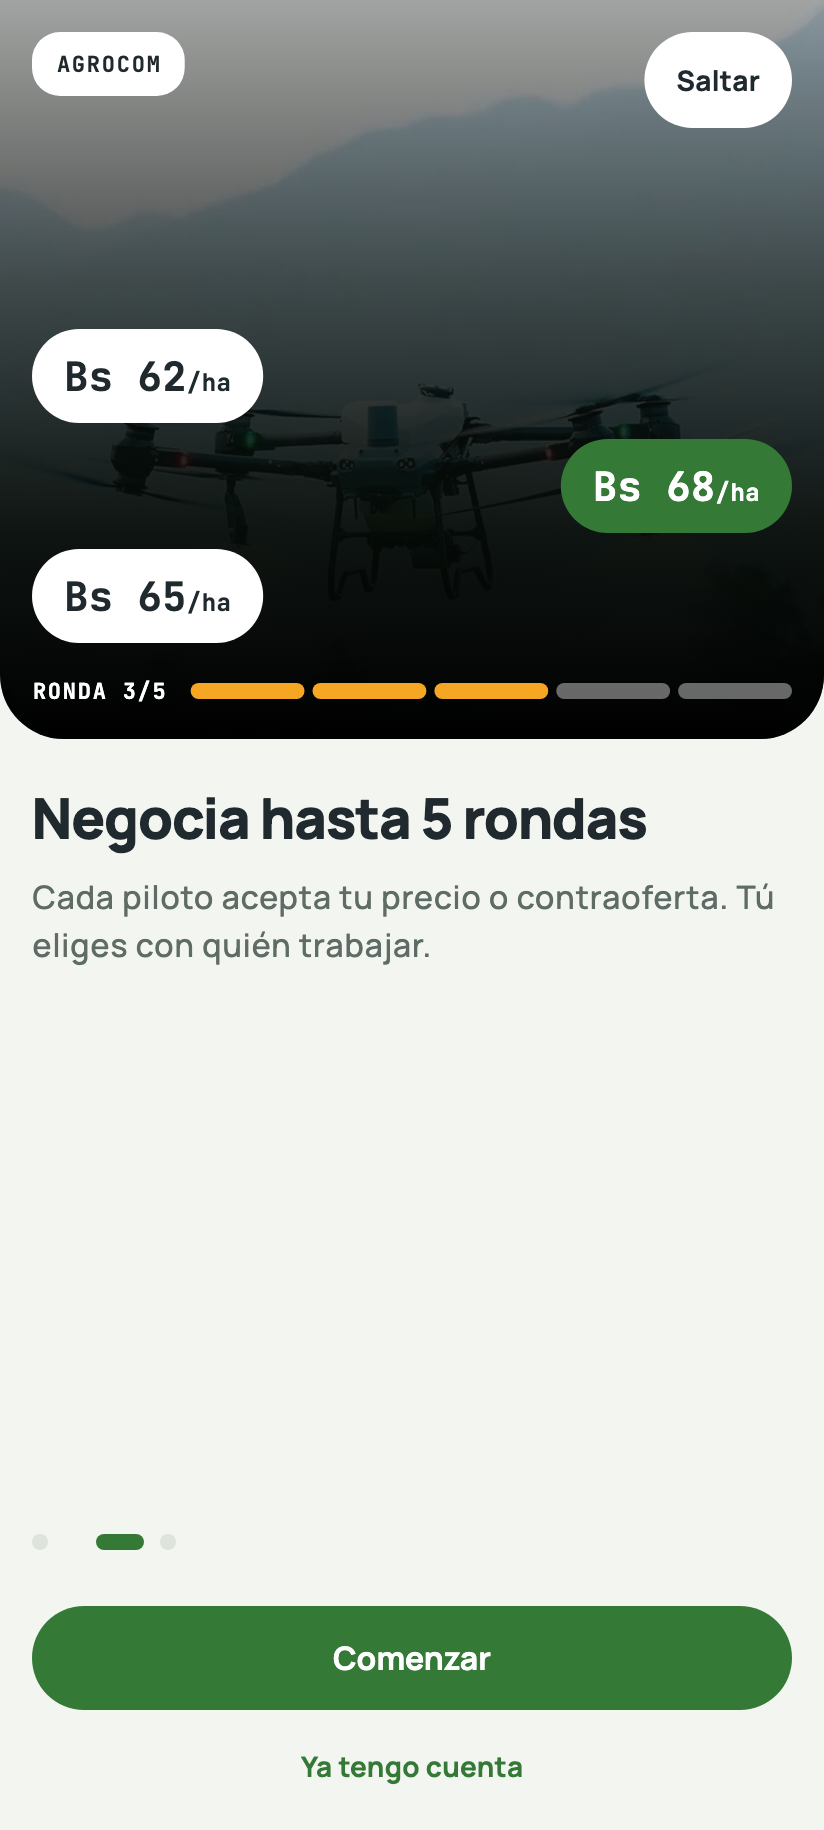 AGROCOM
Saltar
Bs 62/ha
Bs 68/ha
Bs 65/ha
RONDA 3/5
Negocia hasta 5 rondas
Cada piloto acepta tu precio o contraoferta. Tú
eliges con quién trabajar.
Comenzar
Ya tengo cuenta